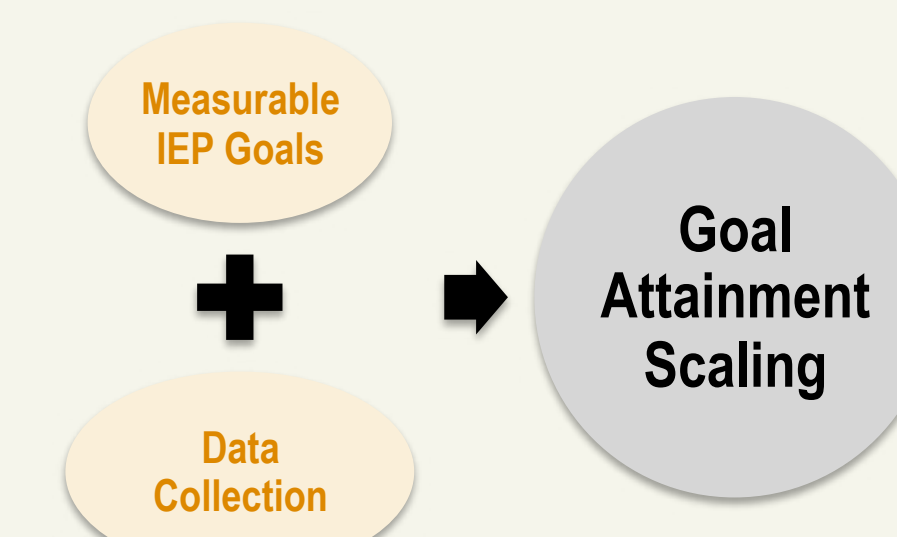 Measurable
IEP Goals
Goal
Attainment
Scaling
Data
Collection